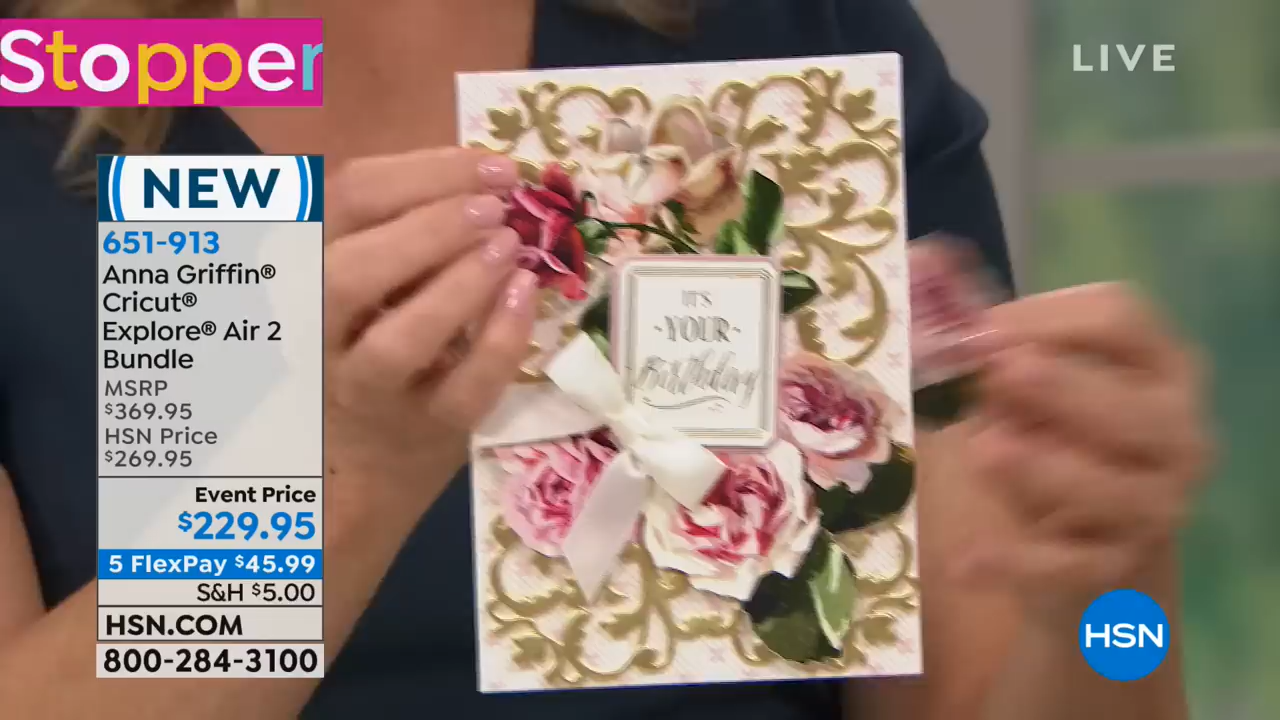 Stopper
LIVE
NEW
651-913
Anna Griffin®
Cricut®
Explore® Air 2
Bundle
MSRP
$369.95
HSN Price
$269.95
Event Price
$229.95
5 FlexPay $45.99
S&H $5.00
HSN.COM
800-284-3100
IT'S
-YOUR-
Birthday
HSN